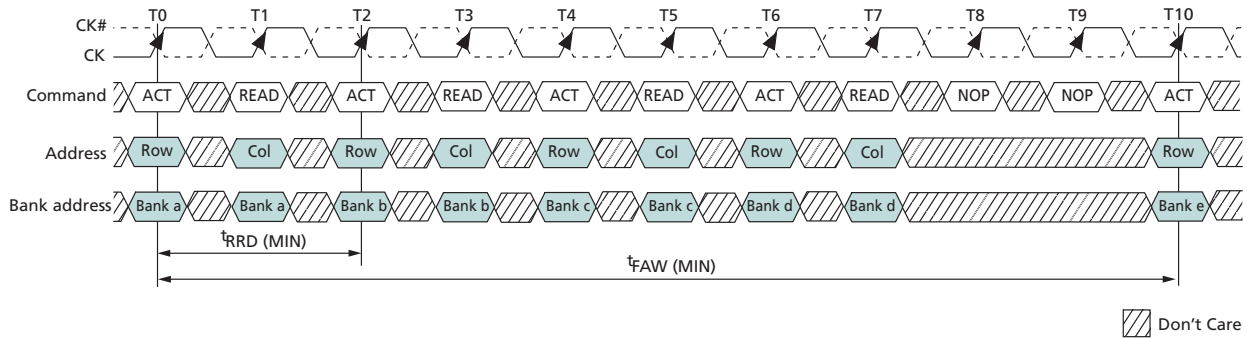 T0 T1 T2 T3 T4 T5 T6 T7 T8 T9 T10
CK#
CK
Command ACT READ ACT READ ACT READ ACT READ NOP NOP ACT
Address Row Col Row Col Row Col Row Col Row
Bank address Bank a Bank a Bank b Bank b Bank c Bank c Bank d Bank d Bank e
tRRD (MIN)
tFAW (MIN)
Don't Care